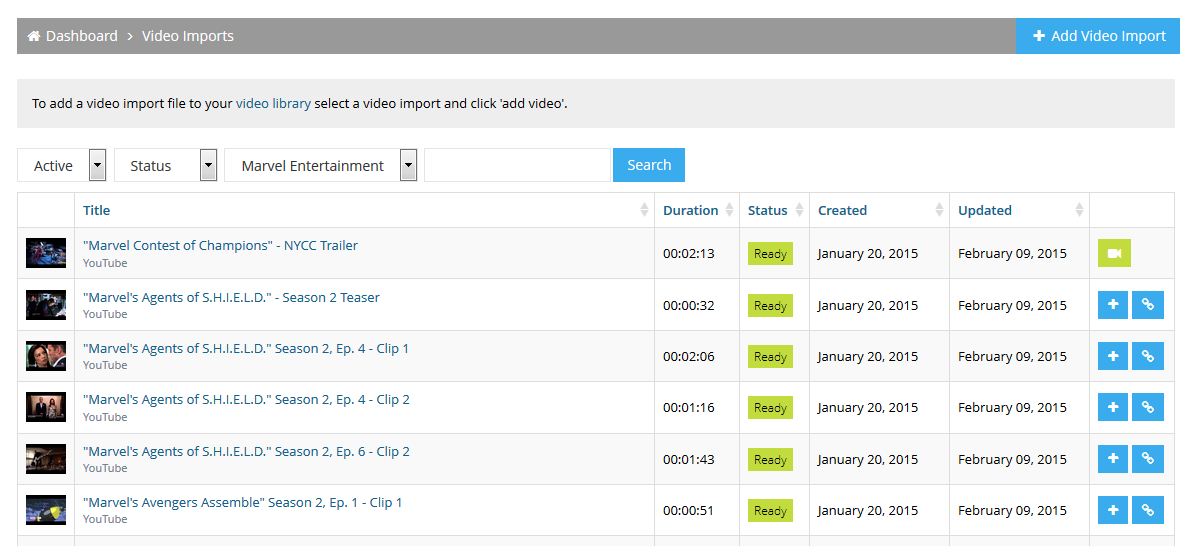 Dashboard > Video Imports
+ Add Video Import
To add a video import file to your video library select a video import and click 'add video'.
Active Status Marvel Entertainment Search
Title Duration Status Created Updated
"Marvel Contest of Champions" - NYCC Trailer
YouTube
00:02:13 Ready January 20, 2015 February 09, 2015
"Marvel's Agents of S.H.I.E.L.D." - Season 2 Teaser
YouTube
00:00:32 Ready January 20, 2015 February 09, 2015
"Marvel's Agents of S.H.I.E.L.D." Season 2, Ep. 4 - Clip 1
YouTube
00:02:06 Ready January 20, 2015 February 09, 2015
"Marvel's Agents of S.H.I.E.L.D." Season 2, Ep. 4 - Clip 2
YouTube
00:01:16 Ready January 20, 2015 February 09, 2015
"Marvel's Agents of S.H.I.E.L.D." Season 2, Ep. 6 - Clip 2
YouTube
00:01:43 Ready January 20, 2015 February 09, 2015
"Marvel's Avengers Assemble" Season 2, Ep. 1 - Clip 1
YouTube
00:00:51 Ready January 20, 2015 February 09, 2015